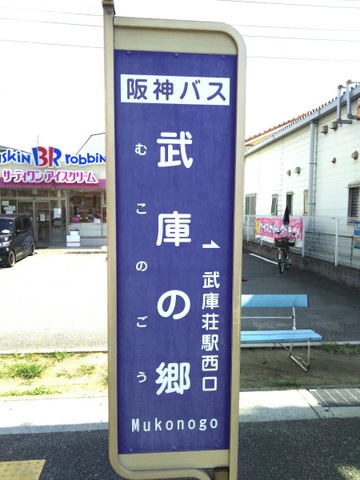 阪神バス
武庫の郷
むこのごう
武庫荘駅西口
Mukonogo
BR
robbin
サーティワンアイスクリーム